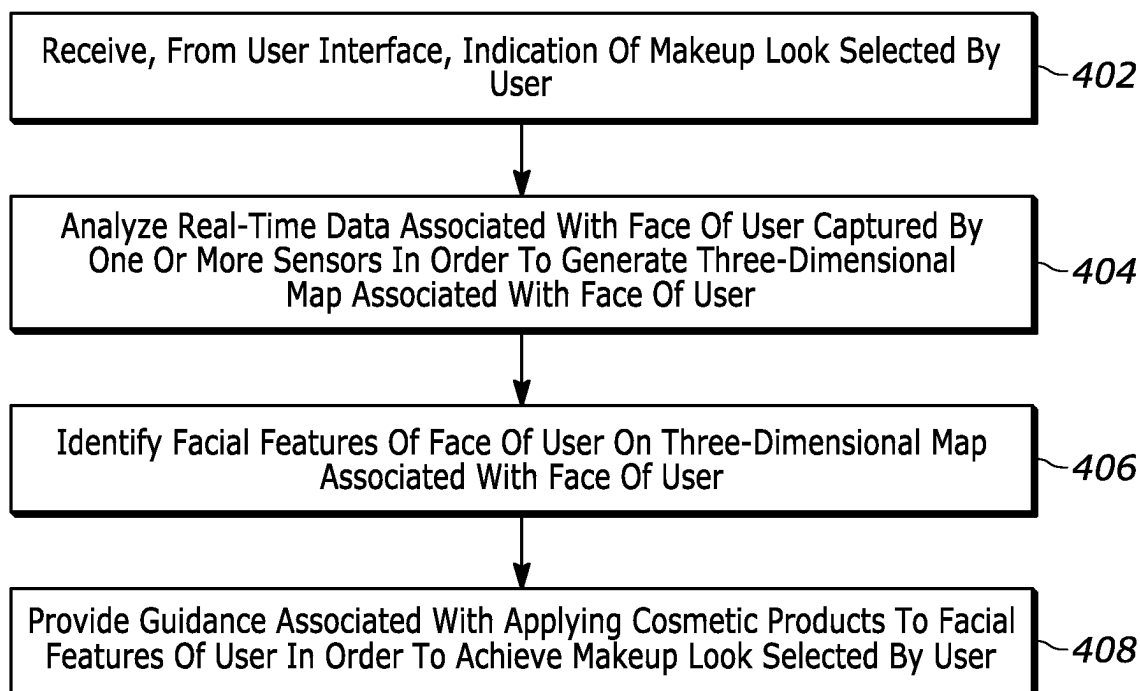 Receive, From User Interface, Indication Of Makeup Look Selected By
User
402
Analyze Real-Time Data Associated With Face Of User Captured By
One Or More Sensors In Order To Generate Three-Dimensional
Map Associated With Face Of User
404
Identify Facial Features Of Face Of User On Three-Dimensional Map
Associated With Face Of User
406
Provide Guidance Associated With Applying Cosmetic Products To Facial
Features Of User In Order To Achieve Makeup Look Selected By User
408